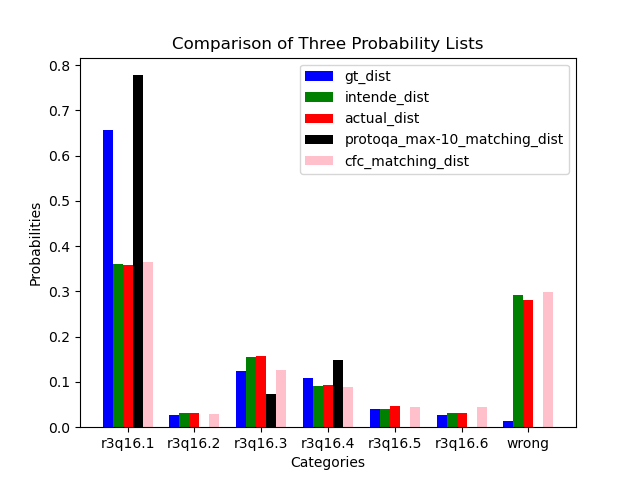 Comparison of Three Probability Lists
gt_dist
intende_dist
actual_dist
protoqa_max-10_matching_dist
cfc_matching_dist
Probabilities
0.8
0.7
0.6
0.5
0.4
0.3
0.2
0.1
0.0
r3q16.1 r3q16.2 r3q16.3 r3q16.4 r3q16.5 r3q16.6 wrong
Categories